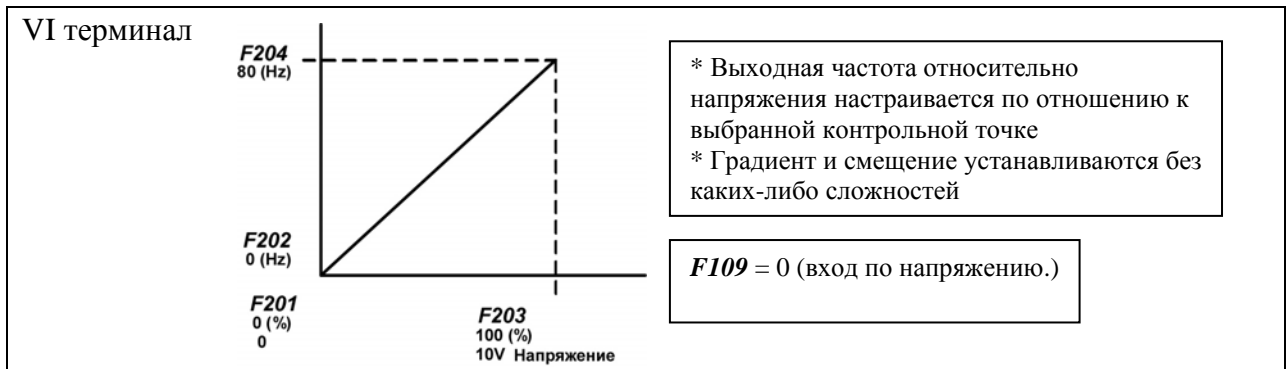 VI терминал
F204
80 (Hz)
F202
0 (Hz)
F201
0 (%)
0
F203
100 (%)
10V Напряжение
* Выходная частота относительно
напряжения настраивается по отношению к
выбранной контрольной точке
* Градиент и смещение устанавливаются без
каких-либо сложностей
F109 = 0 (вход по напряжению.)